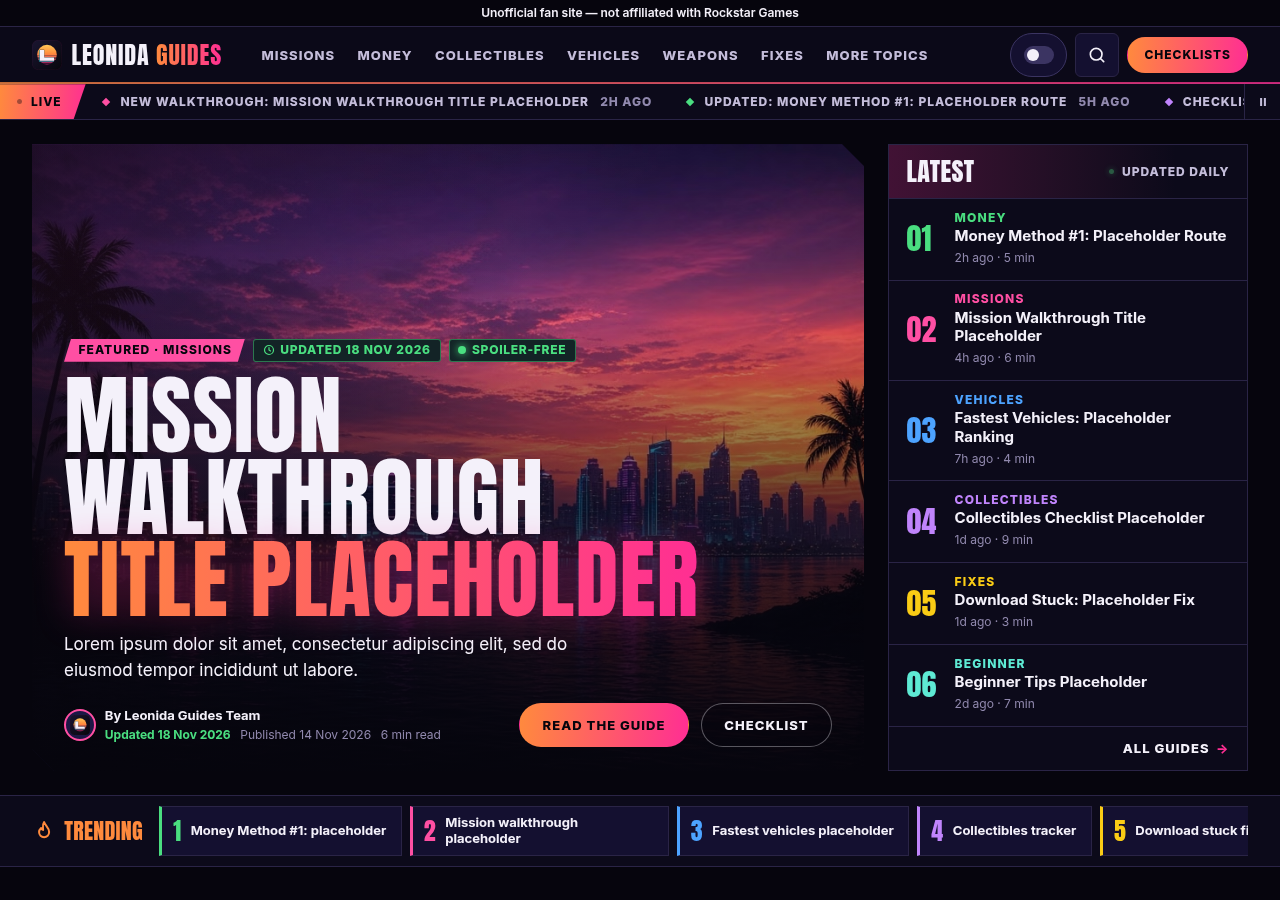 Unofficial fan site — not affiliated with Rockstar Games
LEONIDA GUIDES
MISSIONS MONEY COLLECTIBLES VEHICLES WEAPONS FIXES MORE TOPICS
CHECKLISTS
LIVE
NEW WALKTHROUGH: MISSION WALKTHROUGH TITLE PLACEHOLDER 2H AGO
UPDATED: MONEY METHOD #1: PLACEHOLDER ROUTE 5H AGO
FEATURED · MISSIONS
UPDATED 18 NOV 2026
SPOILER-FREE
MISSION
WALKTHROUGH
TITLE PLACEHOLDER
Lorem ipsum dolor sit amet, consectetur adipiscing elit, sed do
eiusmod tempor incididunt ut labore.
By Leonida Guides Team
Updated 18 Nov 2026 Published 14 Nov 2026 6 min read
READ THE GUIDE
CHECKLIST
LATEST
UPDATED DAILY
01
MONEY
Money Method #1: Placeholder Route
2h ago · 5 min
02
MISSIONS
Mission Walkthrough Title
Placeholder
4h ago · 6 min
03
VEHICLES
Fastest Vehicles: Placeholder
Ranking
7h ago · 4 min
04
COLLECTIBLES
Collectibles Checklist Placeholder
1d ago · 9 min
05
FIXES
Download Stuck: Placeholder Fix
1d ago · 3 min
06
BEGINNER
Beginner Tips Placeholder
2d ago · 7 min
ALL GUIDES →
TRENDING
1 Money Method #1: placeholder
2 Mission walkthrough
placeholder
3 Fastest vehicles placeholder
4 Collectibles tracker
5 Download stuck